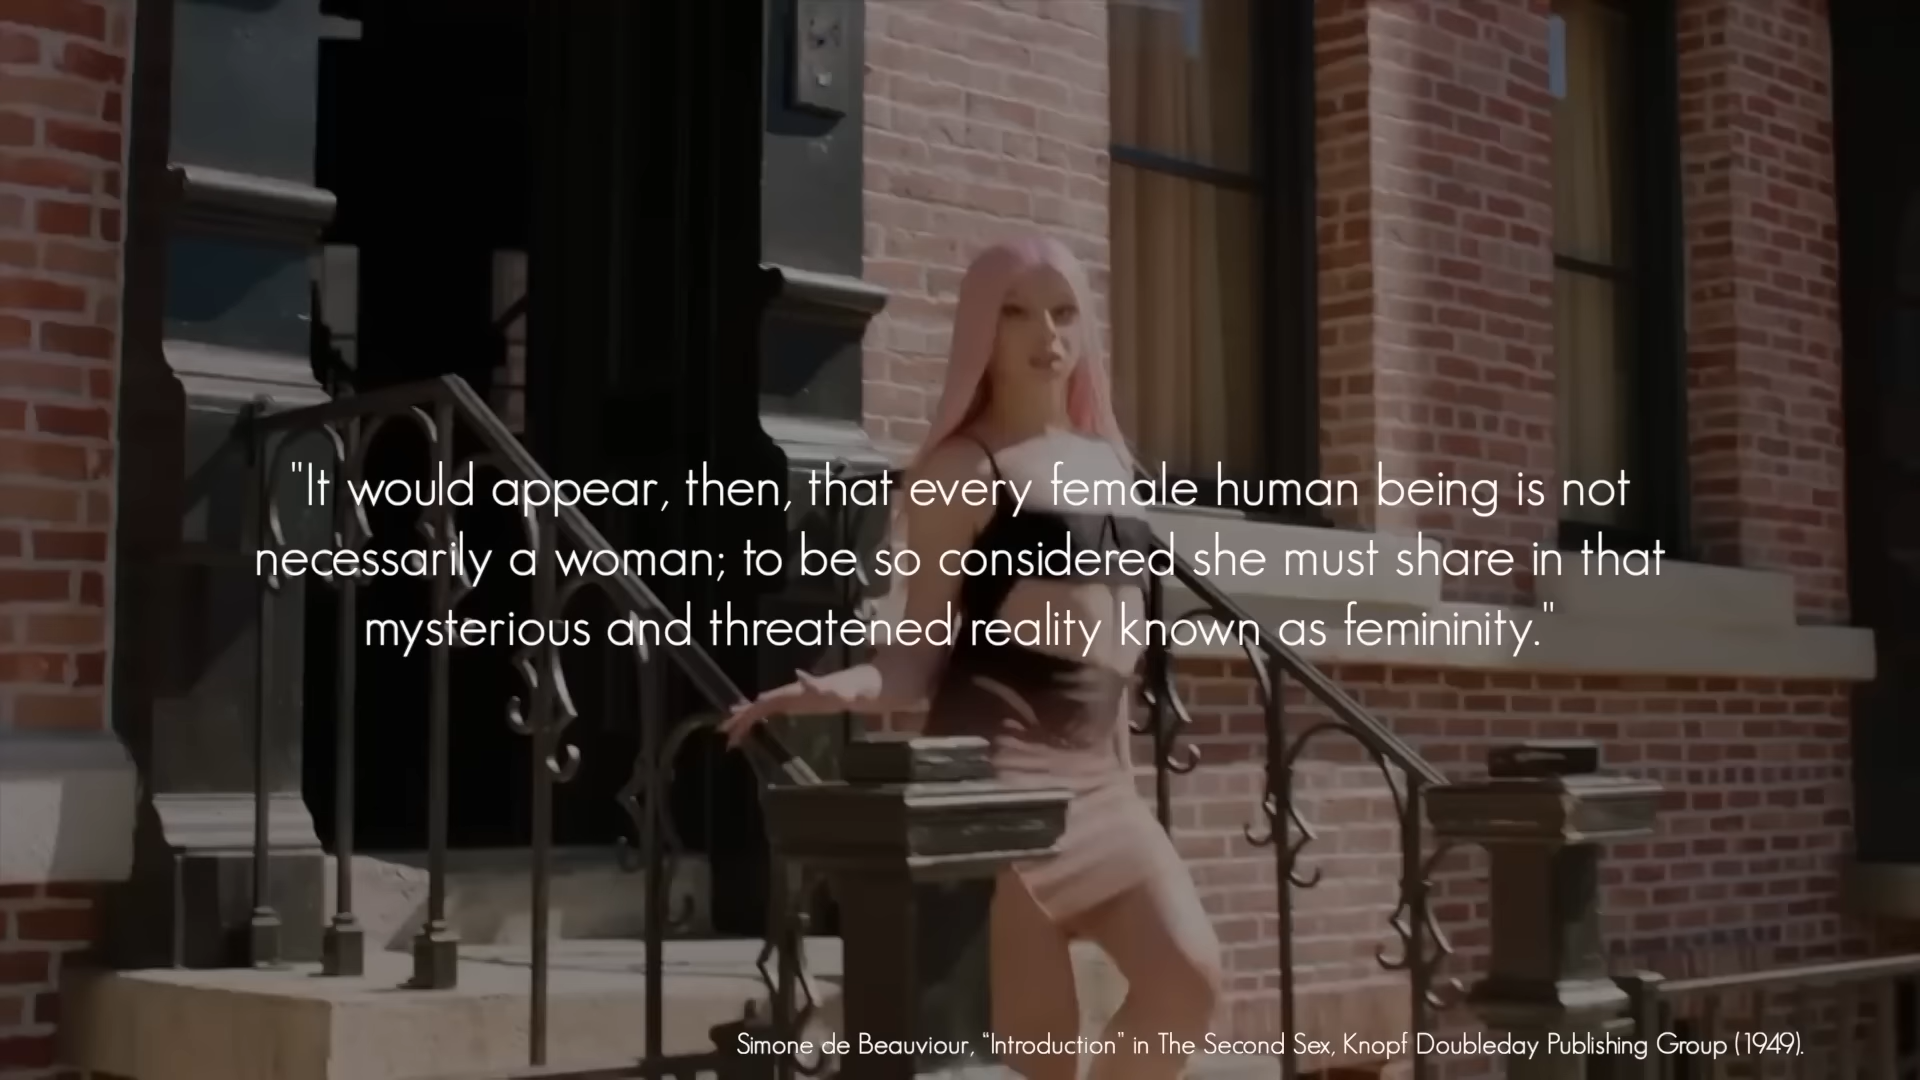 "It would appear, then, that every female human being is not
necessarily a woman; to be so considered she must share in that
mysterious and threatened reality known as femininity."
Simone de Beauviour, “Introduction" in The Second Sex, Knopf Doubleday Publishing Group (1949).